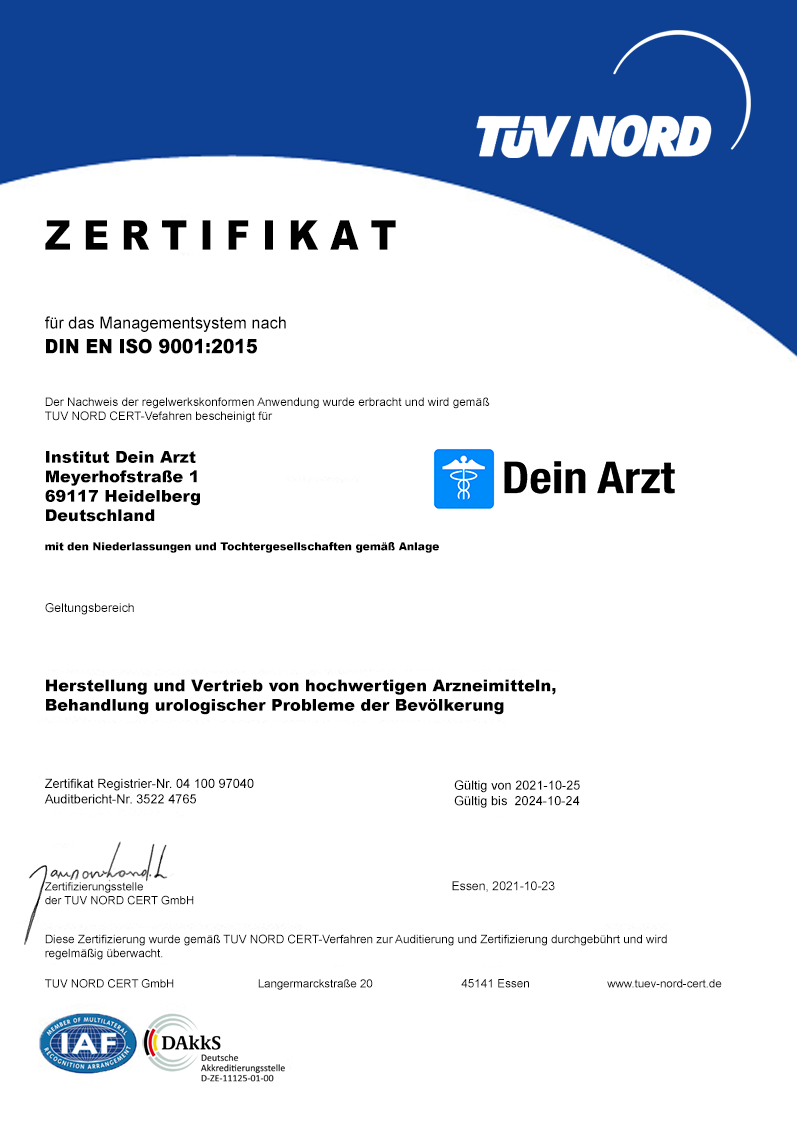 TÜV NORD
ZERTIFIKAT
für das Managementsystem nach
DIN EN ISO 9001:2015
Der Nachweis der regelwerkskonformen Anwendung wurde erbracht und wird gemäß
TUV NORD CERT-Vefahren bescheinigt für
Institut Dein Arzt
Meyerhofstraße 1
69117 Heidelberg
Deutschland
Dein Arzt
mit den Niederlassungen und Tochtergesellschaften gemäß Anlage
Geltungsbereich
Herstellung und Vertrieb von hochwertigen Arzneimitteln,
Behandlung urologischer Probleme der Bevölkerung
Zertifikat Registrier-Nr. 04 100 97040
Auditbericht-Nr. 3522 4765
Gültig von 2021-10-25
Gültig bis 2024-10-24
Zertifizierungsstelle
der TUV NORD CERT GmbH
Essen, 2021-10-23
Diese Zertifizierung wurde gemäß TUV NORD CERT-Verfahren zur Auditierung und Zertifizierung durchgebührt und wird
regelmäßig überwacht.
TUV NORD CERT GmbH Langermarckstraße 20 45141 Essen www.tuev-nord-cert.de
MEMBER OF MULTILATERAL
IAF
RECOGNITION ARRANGEMENT
DAkkS
Deutsche
Akkreditierungsstelle
D-ZE-11125-01-00